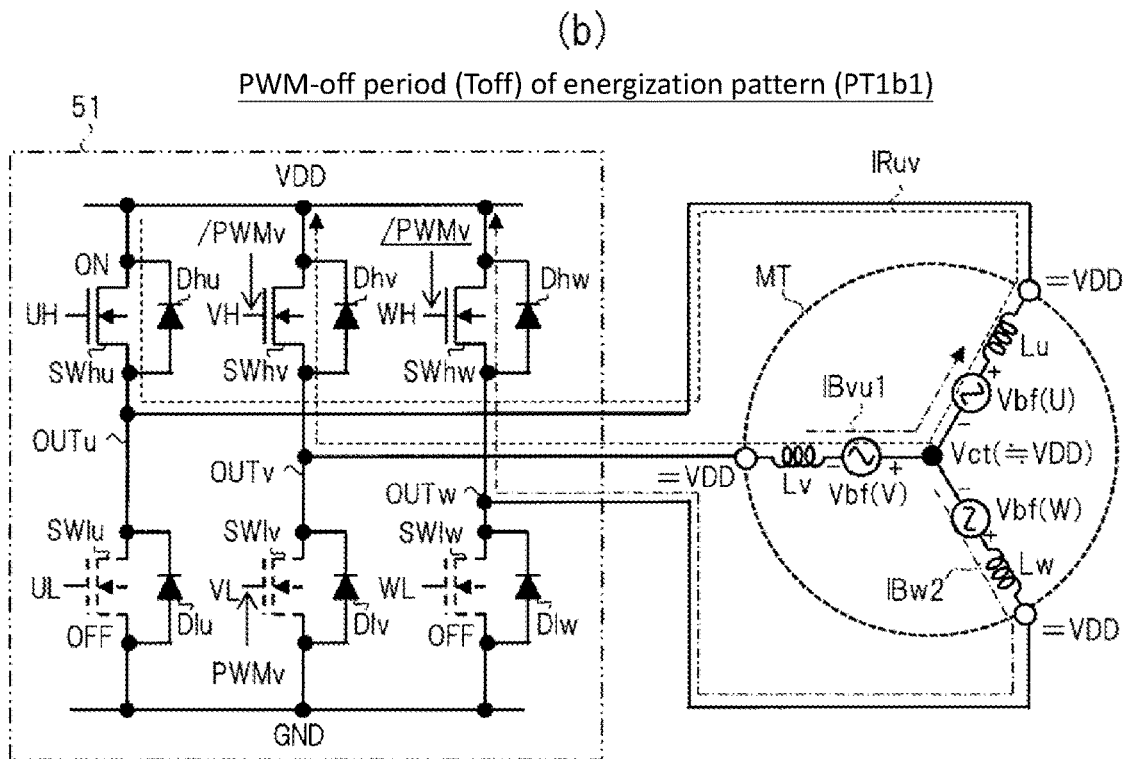 (b)
PWM-off period (Toff) of energization pattern (PT1b1)
51
VDD
IRuv
/PWMv
/PWMv
ON
Dhu
Dhv
Dhw
MT
=VDD
UH
VH
WH
Lu
SWhu
SWhv
SWhw
IBvu1
Vbf(U)
OUTu
OUTv
Vct(≒VDD)
=VDD
Lv
Vbf(V)
OUTw
Vbf(W)
SWlu
SWlv
SWlw
Lw
UL
VL
WL
IBw2
OFF
Dlu
Dlv
OFF
Dlw
=VDD
PWMv
GND